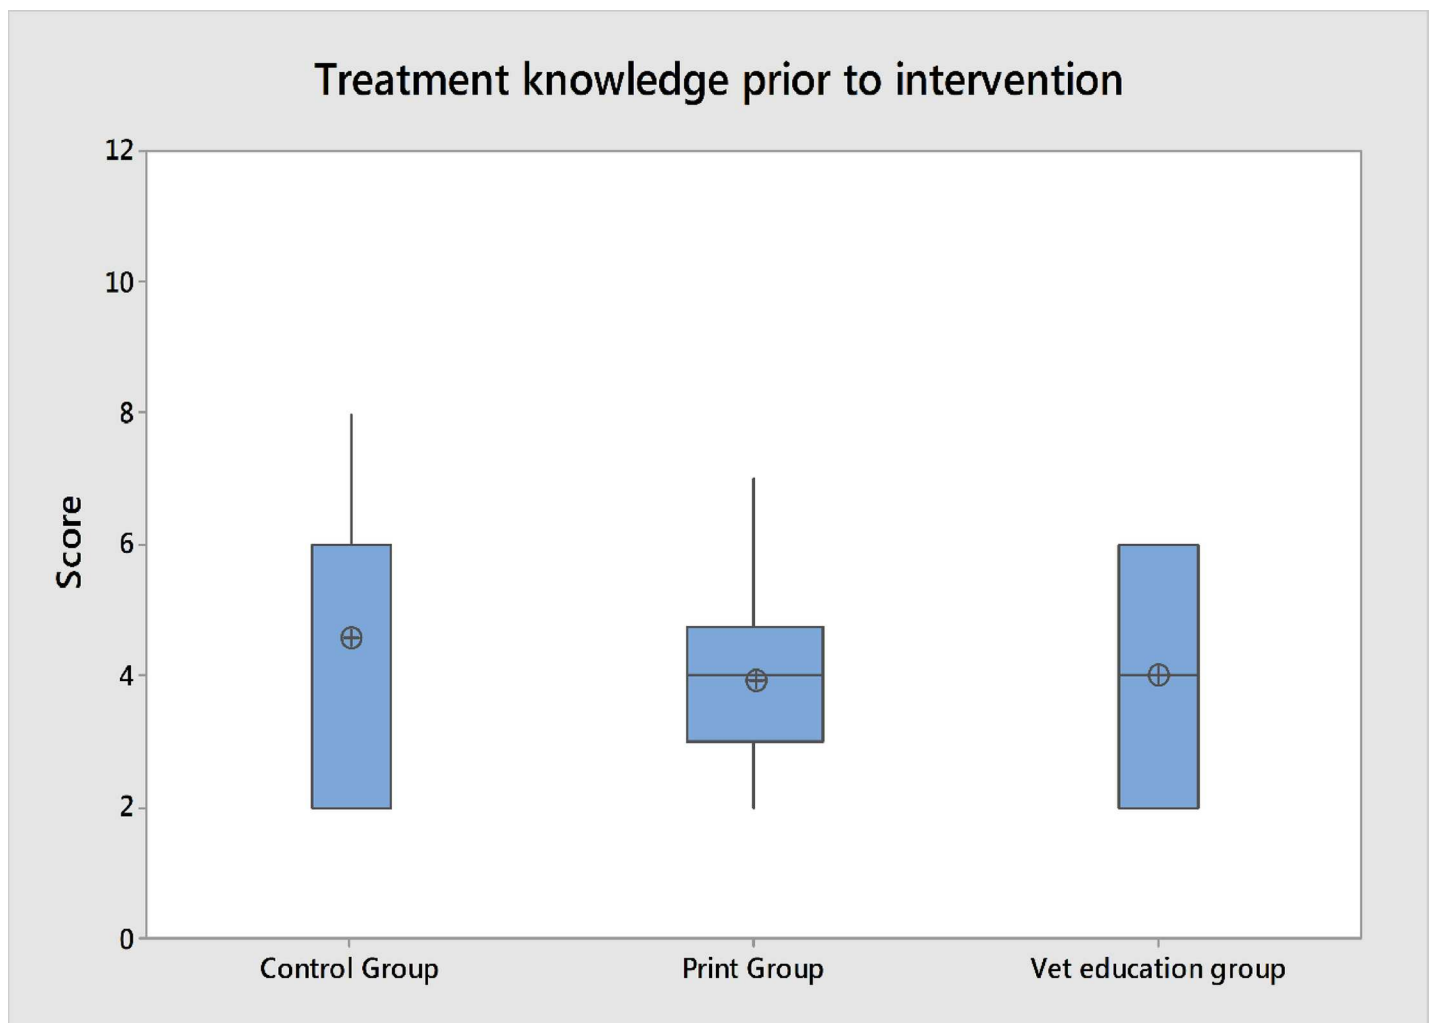 Treatment knowledge prior to intervention
12
10
8
6
4
2
0
Score
Control Group
Print Group
Vet education group